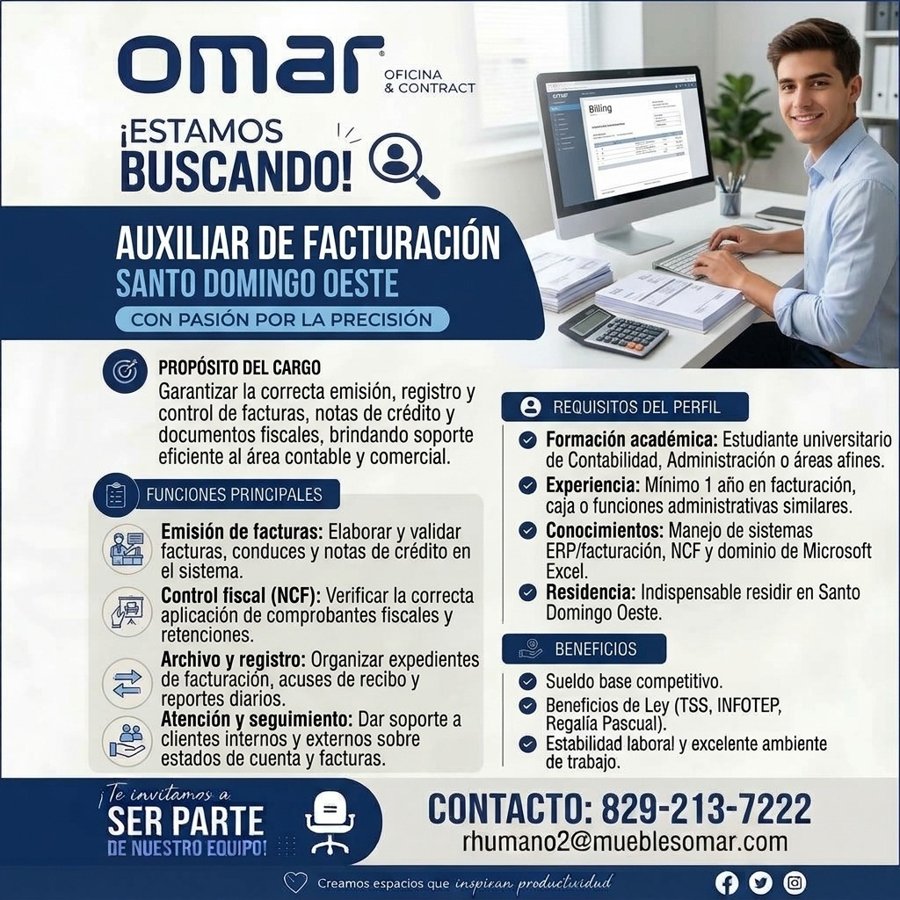 omar®
OFICINA
& CONTRACT
¡ESTAMOS
BUSCANDO!
Billing
AUXILIAR DE FACTURACIÓN
SANTO DOMINGO OESTE
CON PASIÓN POR LA PRECISIÓN
PROPÓSITO DEL CARGO
Garantizar la correcta emisión, registro y
control de facturas, notas de crédito y
documentos fiscales, brindando soporte
eficiente al área contable y comercial.
FUNCIONES PRINCIPALES
Emisión de facturas: Elaborar y validar
facturas, conduces y notas de crédito en
el sistema.
Control fiscal (NCF): Verificar la correcta
aplicación de comprobantes fiscales y
retenciones.
Archivo y registro: Organizar expedientes
de facturación, acuses de recibo y
reportes diarios.
Atención y seguimiento: Dar soporte a
clientes internos y externos sobre
estados de cuenta y facturas.
REQUISITOS DEL PERFIL
Formación académica: Estudiante universitario
de Contabilidad, Administración o áreas afines.
Experiencia: Mínimo 1 año en facturación,
caja o funciones administrativas similares.
Conocimientos: Manejo de sistemas
ERP/facturación, NCF y dominio de Microsoft
Excel.
Residencia: Indispensable residir en Santo
Domingo Oeste.
BENEFICIOS
Sueldo base competitivo.
Beneficios de Ley (TSS, INFOTEP,
Regalía Pascual).
Estabilidad laboral y excelente ambiente
de trabajo.
¡Te invitamos a
SER PARTE
DE NUESTRO EQUIPO!
CONTACTO: 829-213-7222
rhumano2@mueblesomar.com
Creamos espacios que inspiran productividad